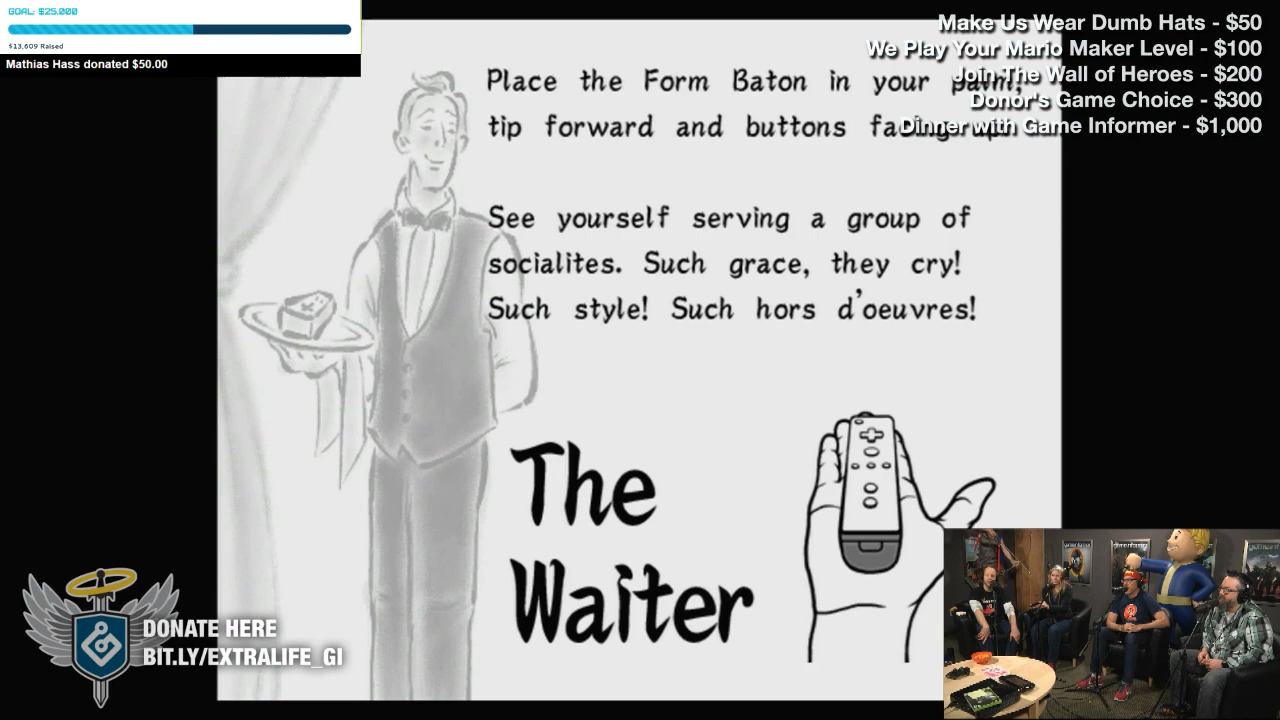 GOAL: $25,000
$13,609 Raised
Mathias Hass donated $50.00
Make Us Wear Dumb Hats - $50
We Play Your Mario Maker Level - $100
Join The Wall of Heroes - $200
Donor's Game Choice - $300
Dinner with Game Informer - $1,000
Place the Form Baton in your palm,
tip forward and buttons facing up.
See yourself serving a group of
socialites. Such grace, they cry!
Such style! Such hors d'oeuvres!
The
Waiter
DONATE HERE
BIT.LY/EXTRALIFE_GI